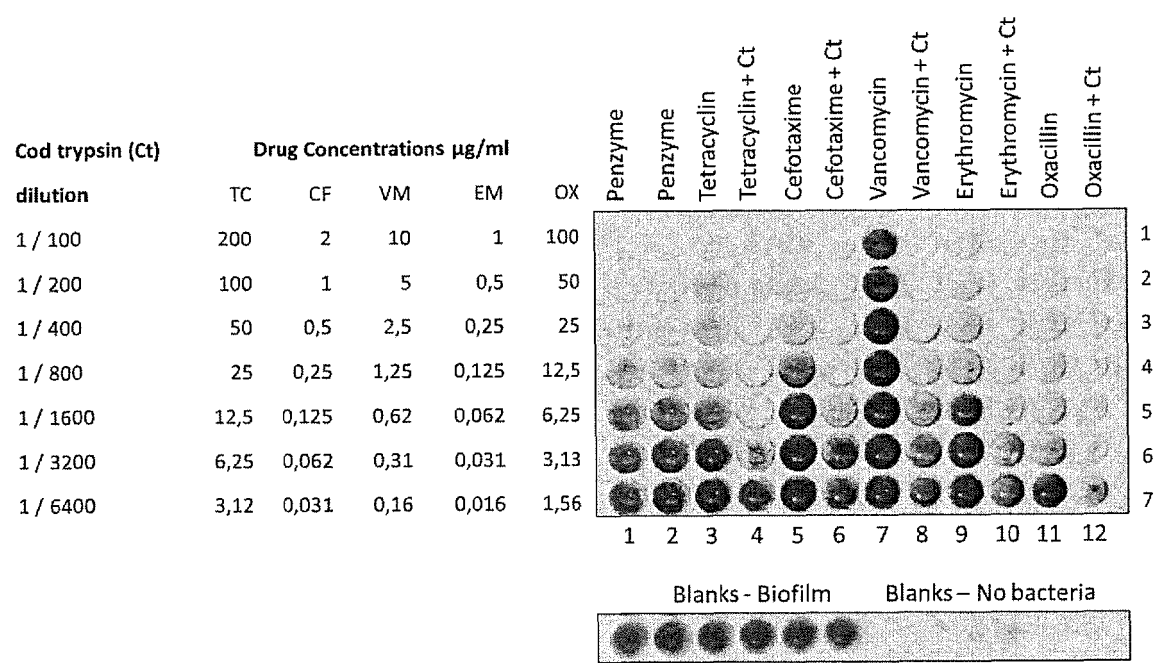 Penzyme
Penzyme
Tetracyclin
Tetracyclin + Ct
Cefotaxime
Cefotaxime + Ct
Vancomycin
Vancomycin + Ct
Erythromycin
Erythromycin + Ct
Oxacillin
Oxacillin + Ct
Cod trypsin (Ct) Drug Concentrations µg/ml
dilution TC CF VM EM OX
1 / 100 200 2 10 1 100 1
1 / 200 100 1 5 0,5 50 2
1 / 400 50 0,5 2,5 0,25 25 3
1 / 800 25 0,25 1,25 0,125 12,5 4
1 / 1600 12,5 0,125 0,62 0,062 6,25 5
1 / 3200 6,25 0,062 0,31 0,031 3,13 6
1 / 6400 3,12 0,031 0,16 0,016 1,56 7
1 2 3 4 5 6 7 8 9 10 11 12
Blanks - Biofilm Blanks – No bacteria